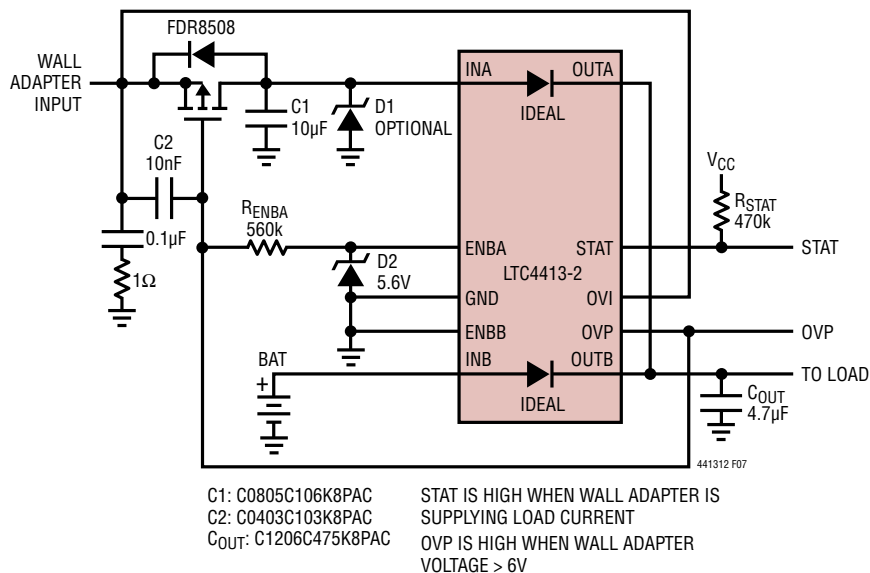 FDR8508
WALL
ADAPTER
INPUT
INA
OUTA
IDEAL
C1
10µF
D1
OPTIONAL
C2
10nF
VCC
RSTAT
470k
RENBA
560k
0.1µF
1Ω
ENBA
STAT
STAT
D2
5.6V
LTC4413-2
GND
OVI
ENBB
OVP
OVP
BAT
+
INB
OUTB
TO LOAD
IDEAL
COUT
4.7µF
441312 F07
C1: C0805C106K8PAC
C2: C0403C103K8PAC
COUT: C1206C475K8PAC
STAT IS HIGH WHEN WALL ADAPTER IS
SUPPLYING LOAD CURRENT
OVP IS HIGH WHEN WALL ADAPTER
VOLTAGE > 6V